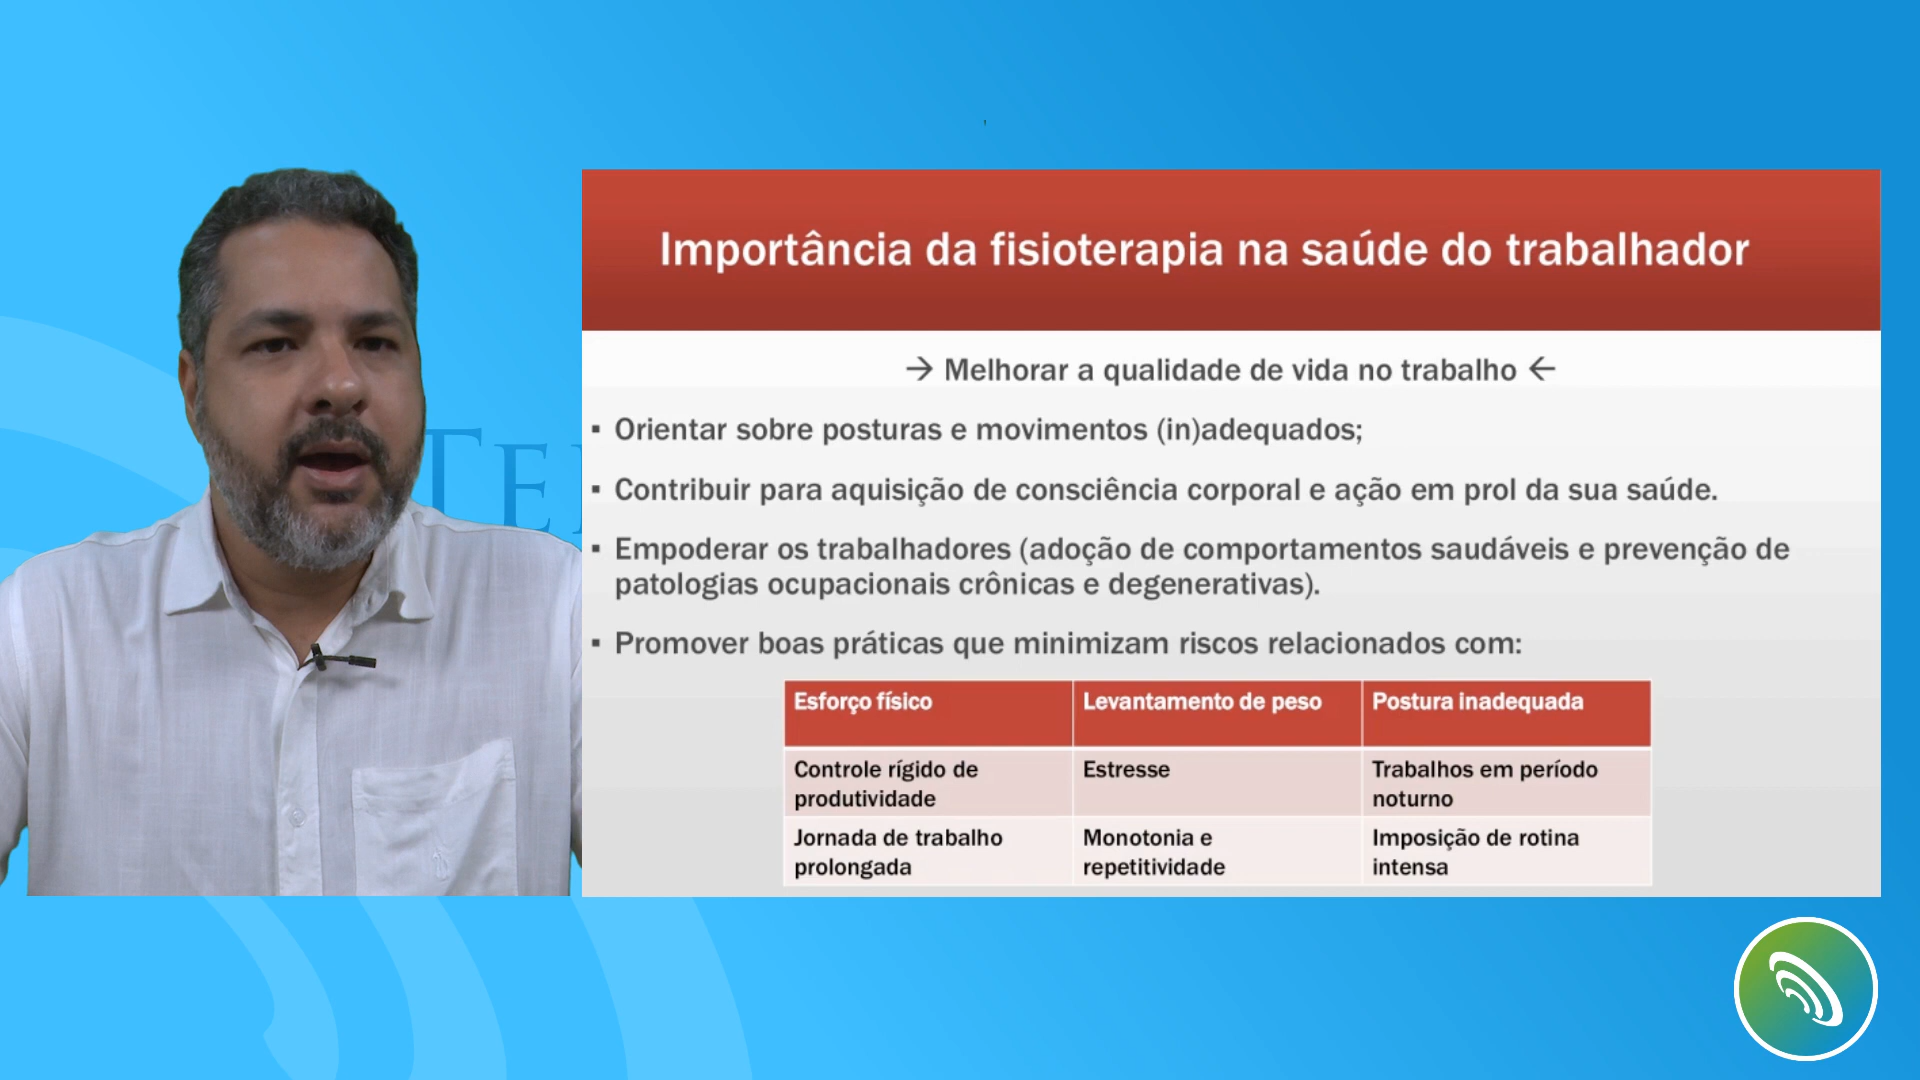 Importância da fisioterapia na saúde do trabalhador
→ Melhorar a qualidade de vida no trabalho ←
▪ Orientar sobre posturas e movimentos (in)adequados;
▪ Contribuir para aquisição de consciência corporal e ação em prol da sua saúde.
▪ Empoderar os trabalhadores (adoção de comportamentos saudáveis e prevenção de
patologias ocupacionais crônicas e degenerativas).
▪ Promover boas práticas que minimizam riscos relacionados com:
Esforço físico
Levantamento de peso
Postura inadequada
Controle rígido de
produtividade
Estresse
Trabalhos em período
noturno
Jornada de trabalho
prolongada
Monotonia e
repetitividade
Imposição de rotina
intensa